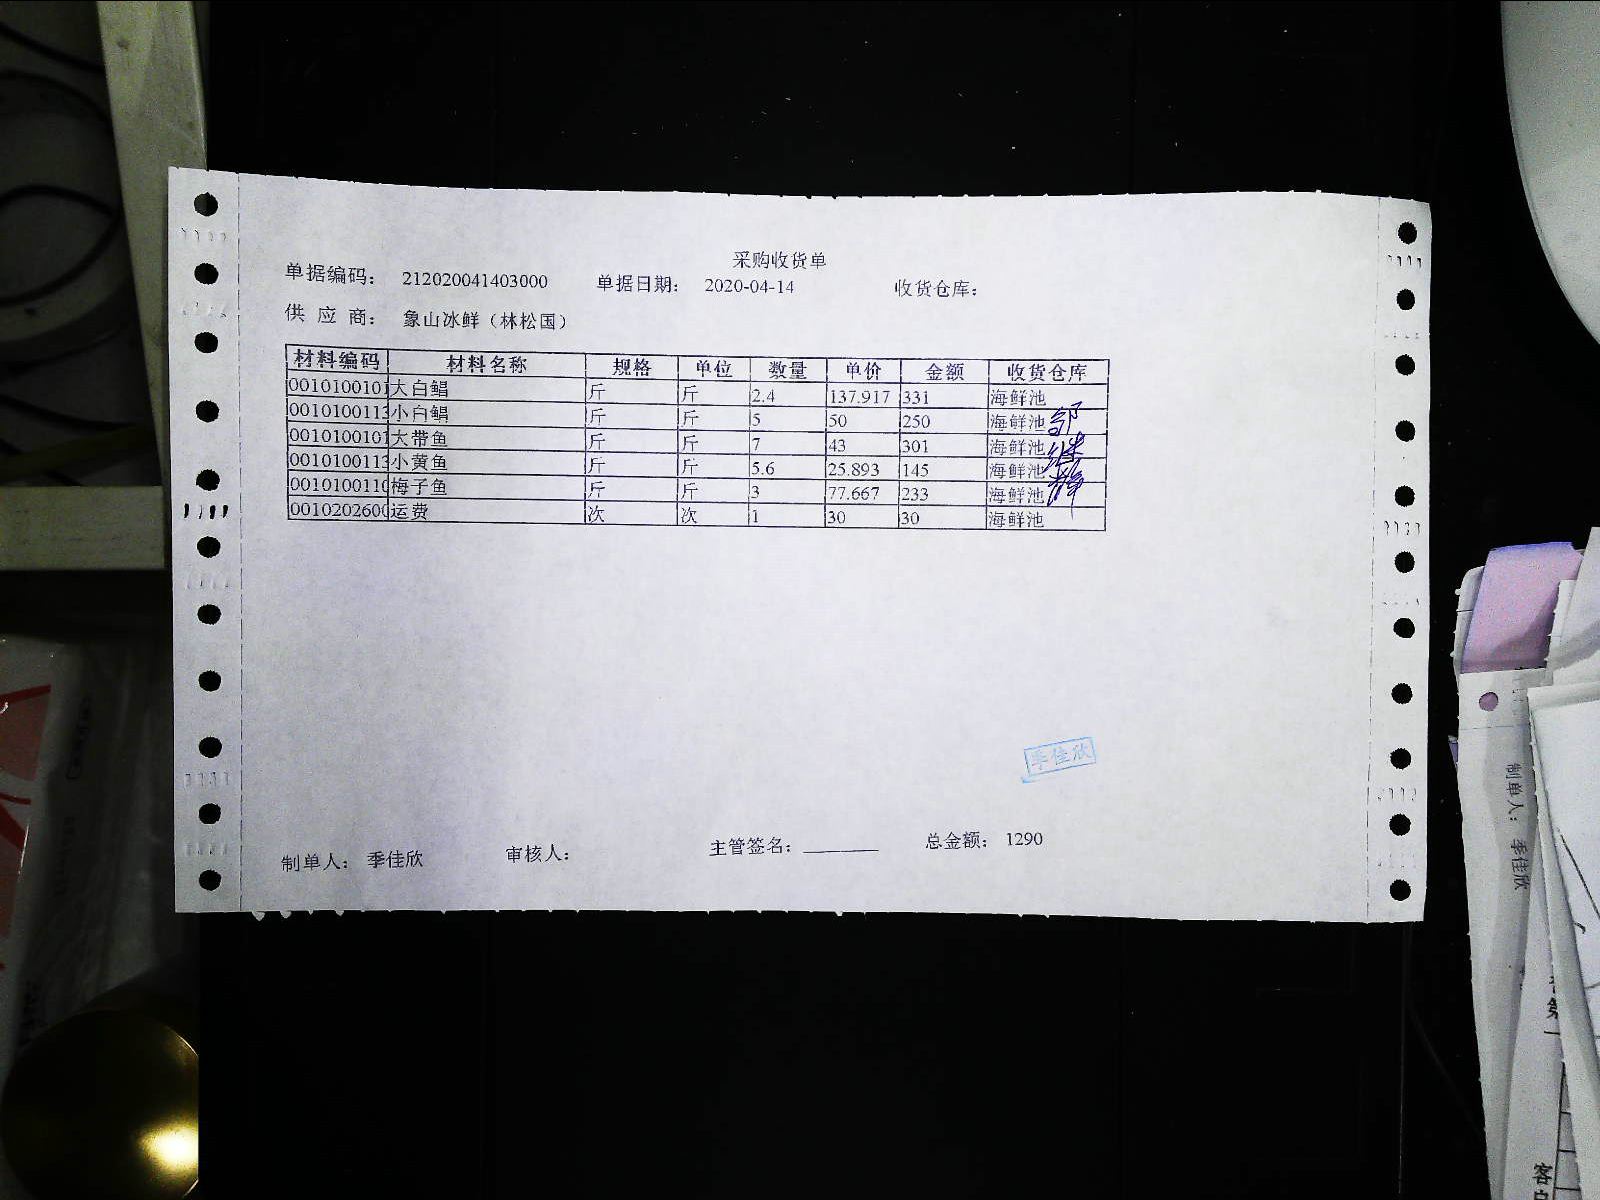 采购收货单
单据编码： 212020041403000 单据日期： 2020-04-14 收货仓库：
供 应 商： 象山冰鲜（林松国）
材料编码 材料名称 规格 单位 数量 单价 金额 收货仓库
0010100101 大白鲳 斤 斤 2.4 137.917 331 海鲜池
0010100113 小白鲳 斤 斤 5 50 250 海鲜池
0010100101 大带鱼 斤 斤 7 43 301 海鲜池
0010100113 小黄鱼 斤 斤 5.6 25.893 145 海鲜池
0010100110 梅子鱼 斤 斤 3 77.667 233 海鲜池
0010202600 运费 次 次 1 30 30 海鲜池
季佳欣
制单人： 季佳欣 审核人： 主管签名： 总金额： 1290
制单人： 季佳欣
客户